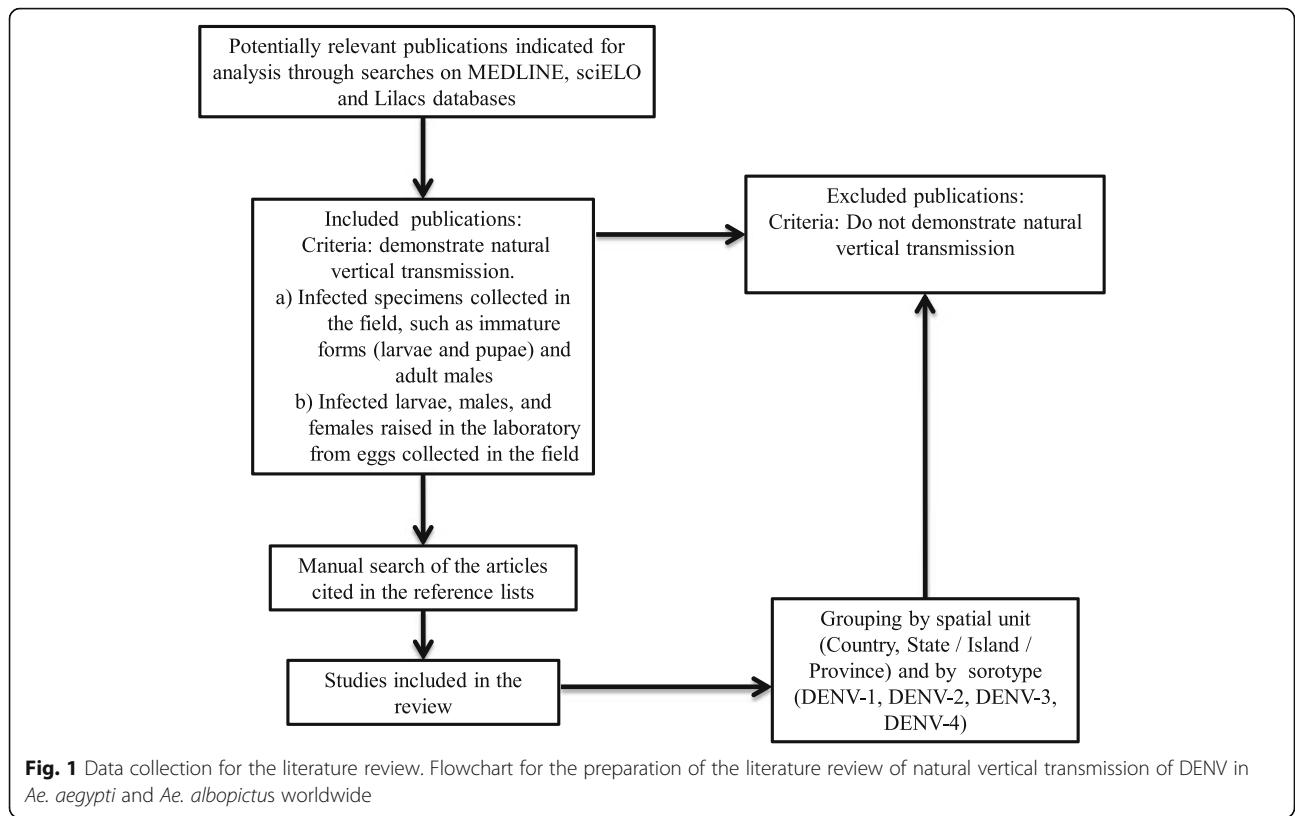 Potentially relevant publications indicated for
analysis through searches on MEDLINE, sciELO
and Lilacs databases
Included publications:
Criteria: demonstrate natural
vertical transmission.
a) Infected specimens collected in
the field, such as immature
forms (larvae and pupae) and
adult males
b) Infected larvae, males, and
females raised in the laboratory
from eggs collected in the field
Excluded publications:
Criteria: Do not demonstrate natural
vertical transmission
Manual search of the articles
cited in the reference lists
Studies included in the
review
Grouping by spatial unit
(Country, State / Island /
Province) and by sorotype
(DENV-1, DENV-2, DENV-3,
DENV-4)
Fig. 1 Data collection for the literature review. Flowchart for the preparation of the literature review of natural vertical transmission of DENV in
Ae. aegypti and Ae. albopictus worldwide